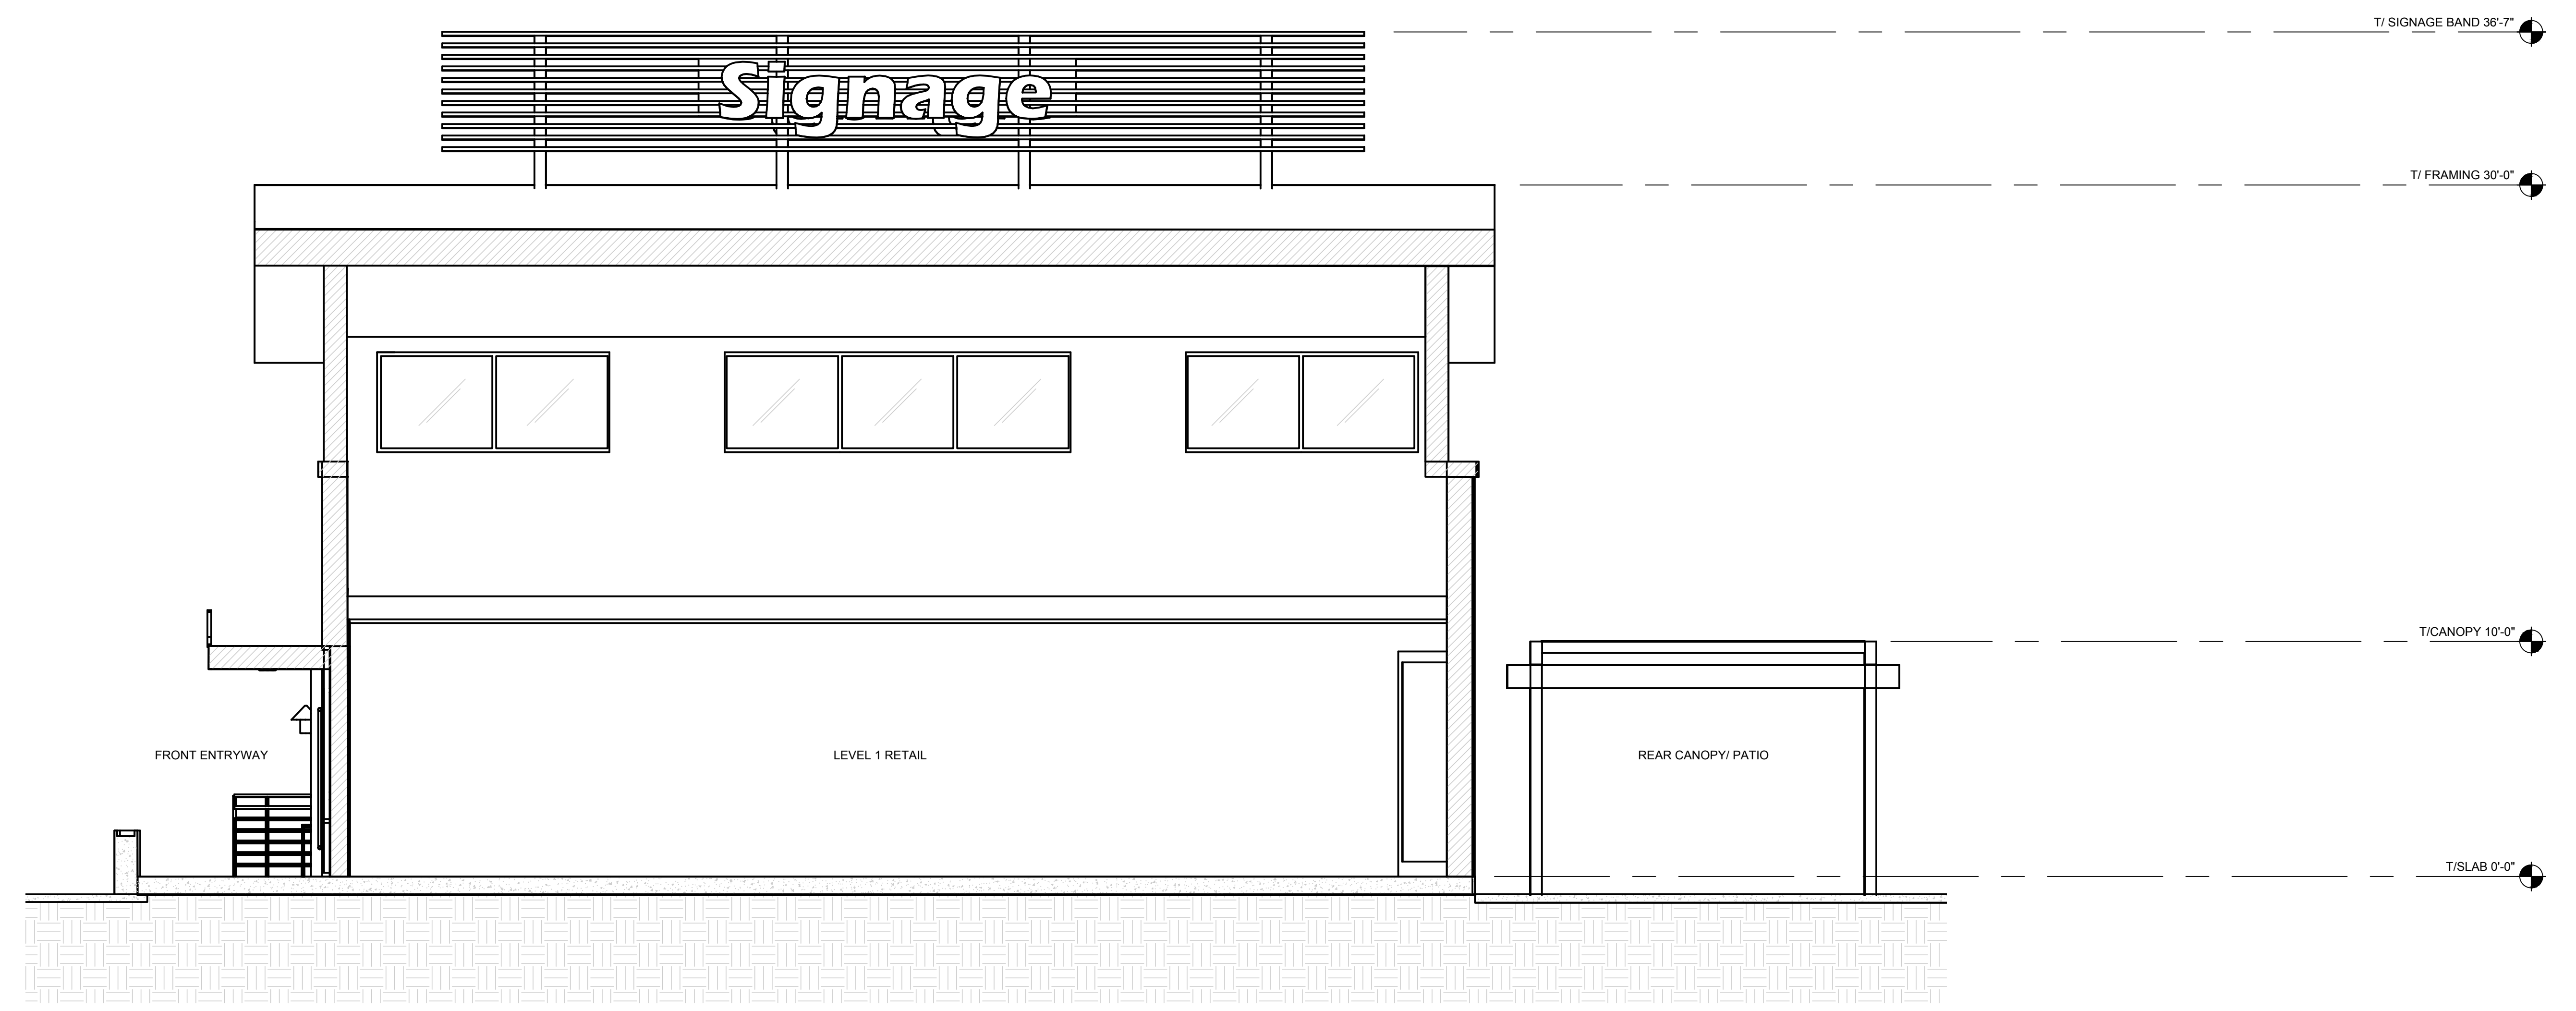 T/ SIGNAGE BAND 36'-7"
Signage
T/ FRAMING 30'-0"
T/CANOPY 10'-0"
FRONT ENTRYWAY
LEVEL 1 RETAIL
REAR CANOPY/ PATIO
T/SLAB 0'-0"